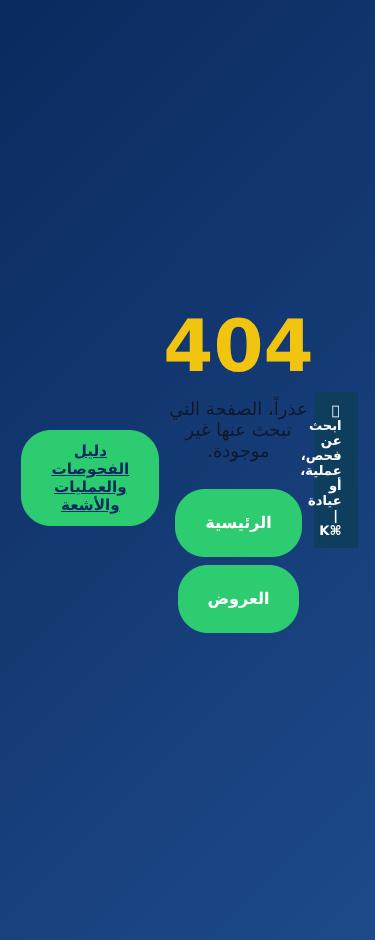 404
عذراً، الصفحة التي
تبحث عنها غير
موجودة.
الرئيسية
العروض
ابحث
عن
فحص،
عملية،
أو
عيادة
|
⌘K
دليل
الفحوصات
والعمليات
والأشعة